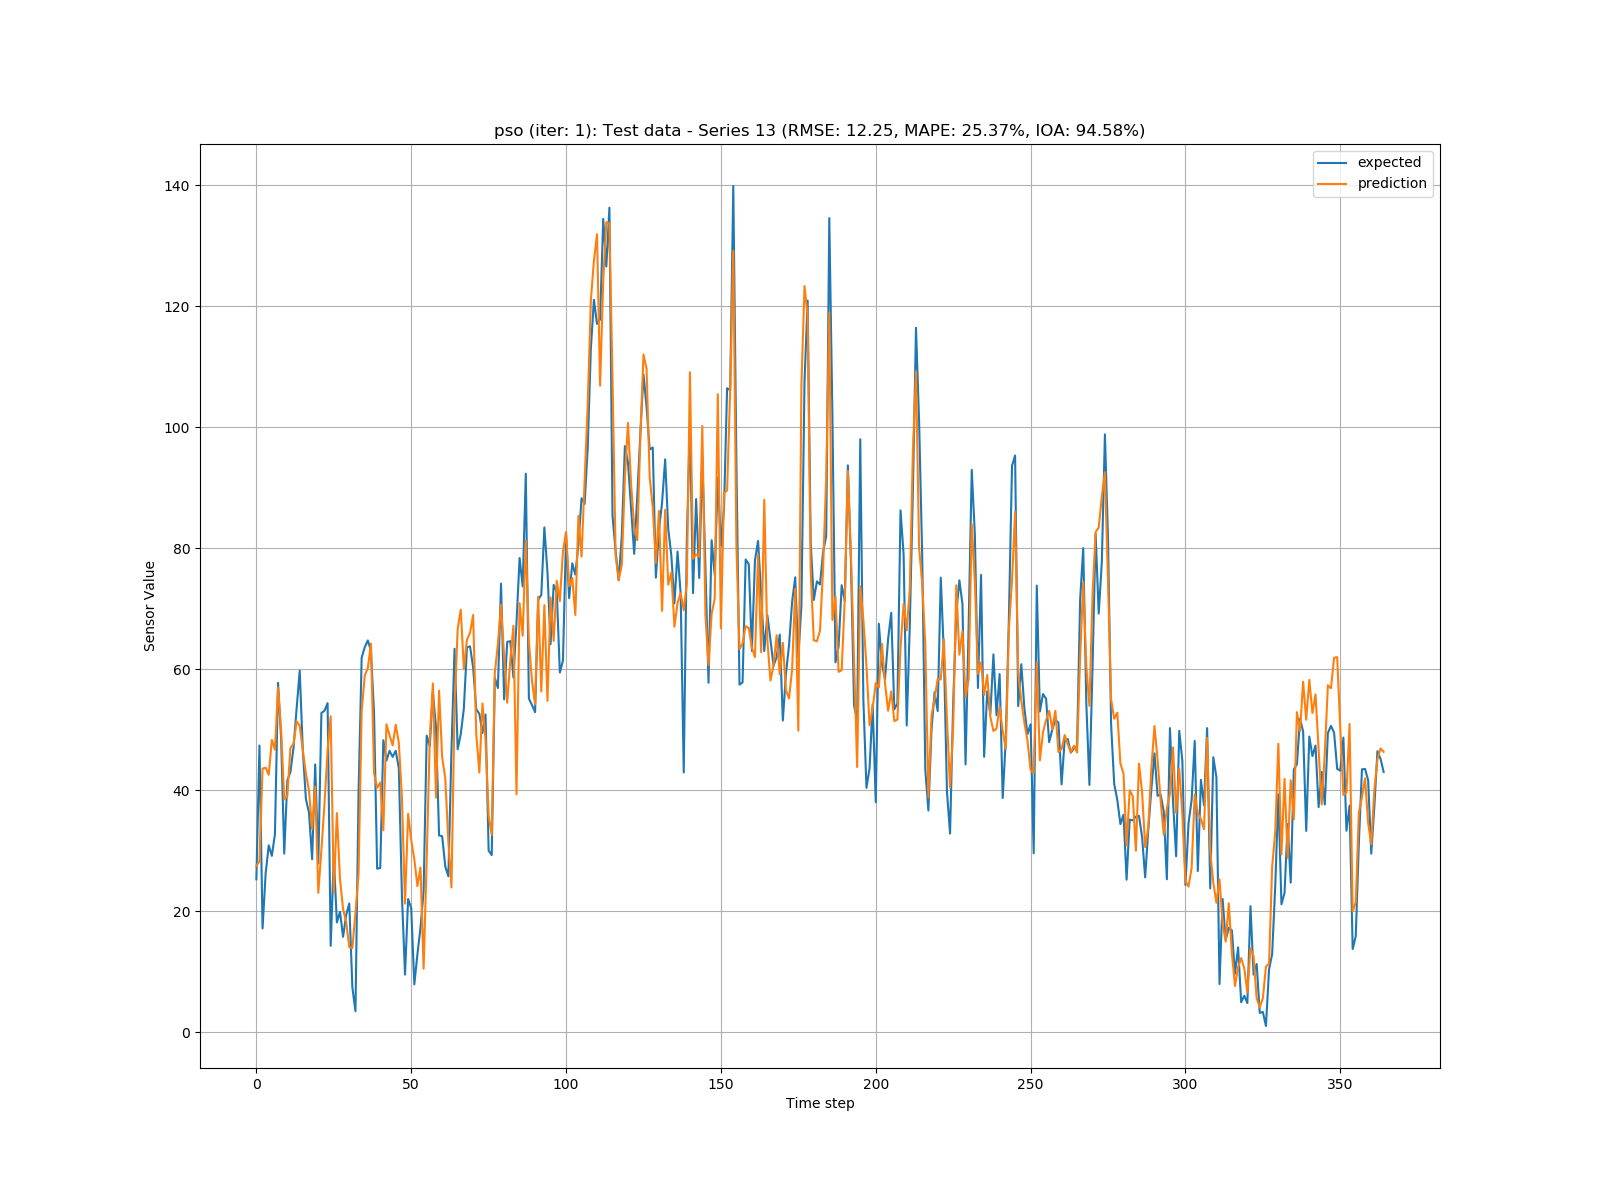 pso (iter: 1): Test data - Series 13 (RMSE: 12.25, MAPE: 25.37%, IOA: 94.58%)
expected
prediction
140
120
100
80
60
40
20
0
Sensor Value
0 50 100 150 200 250 300 350
Time step